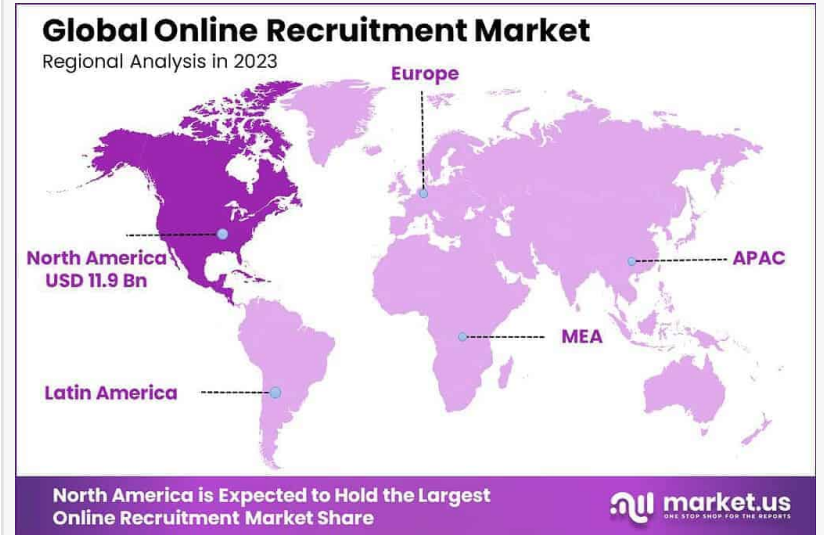 Global Online Recruitment Market
Regional Analysis in 2023
Europe
North America
USD 11.9 Bn
APAC
MEA
Latin America
North America is Expected to Hold the Largest
Online Recruitment Market Share
market.us
ONE STOP SHOP FOR THE REPORTS